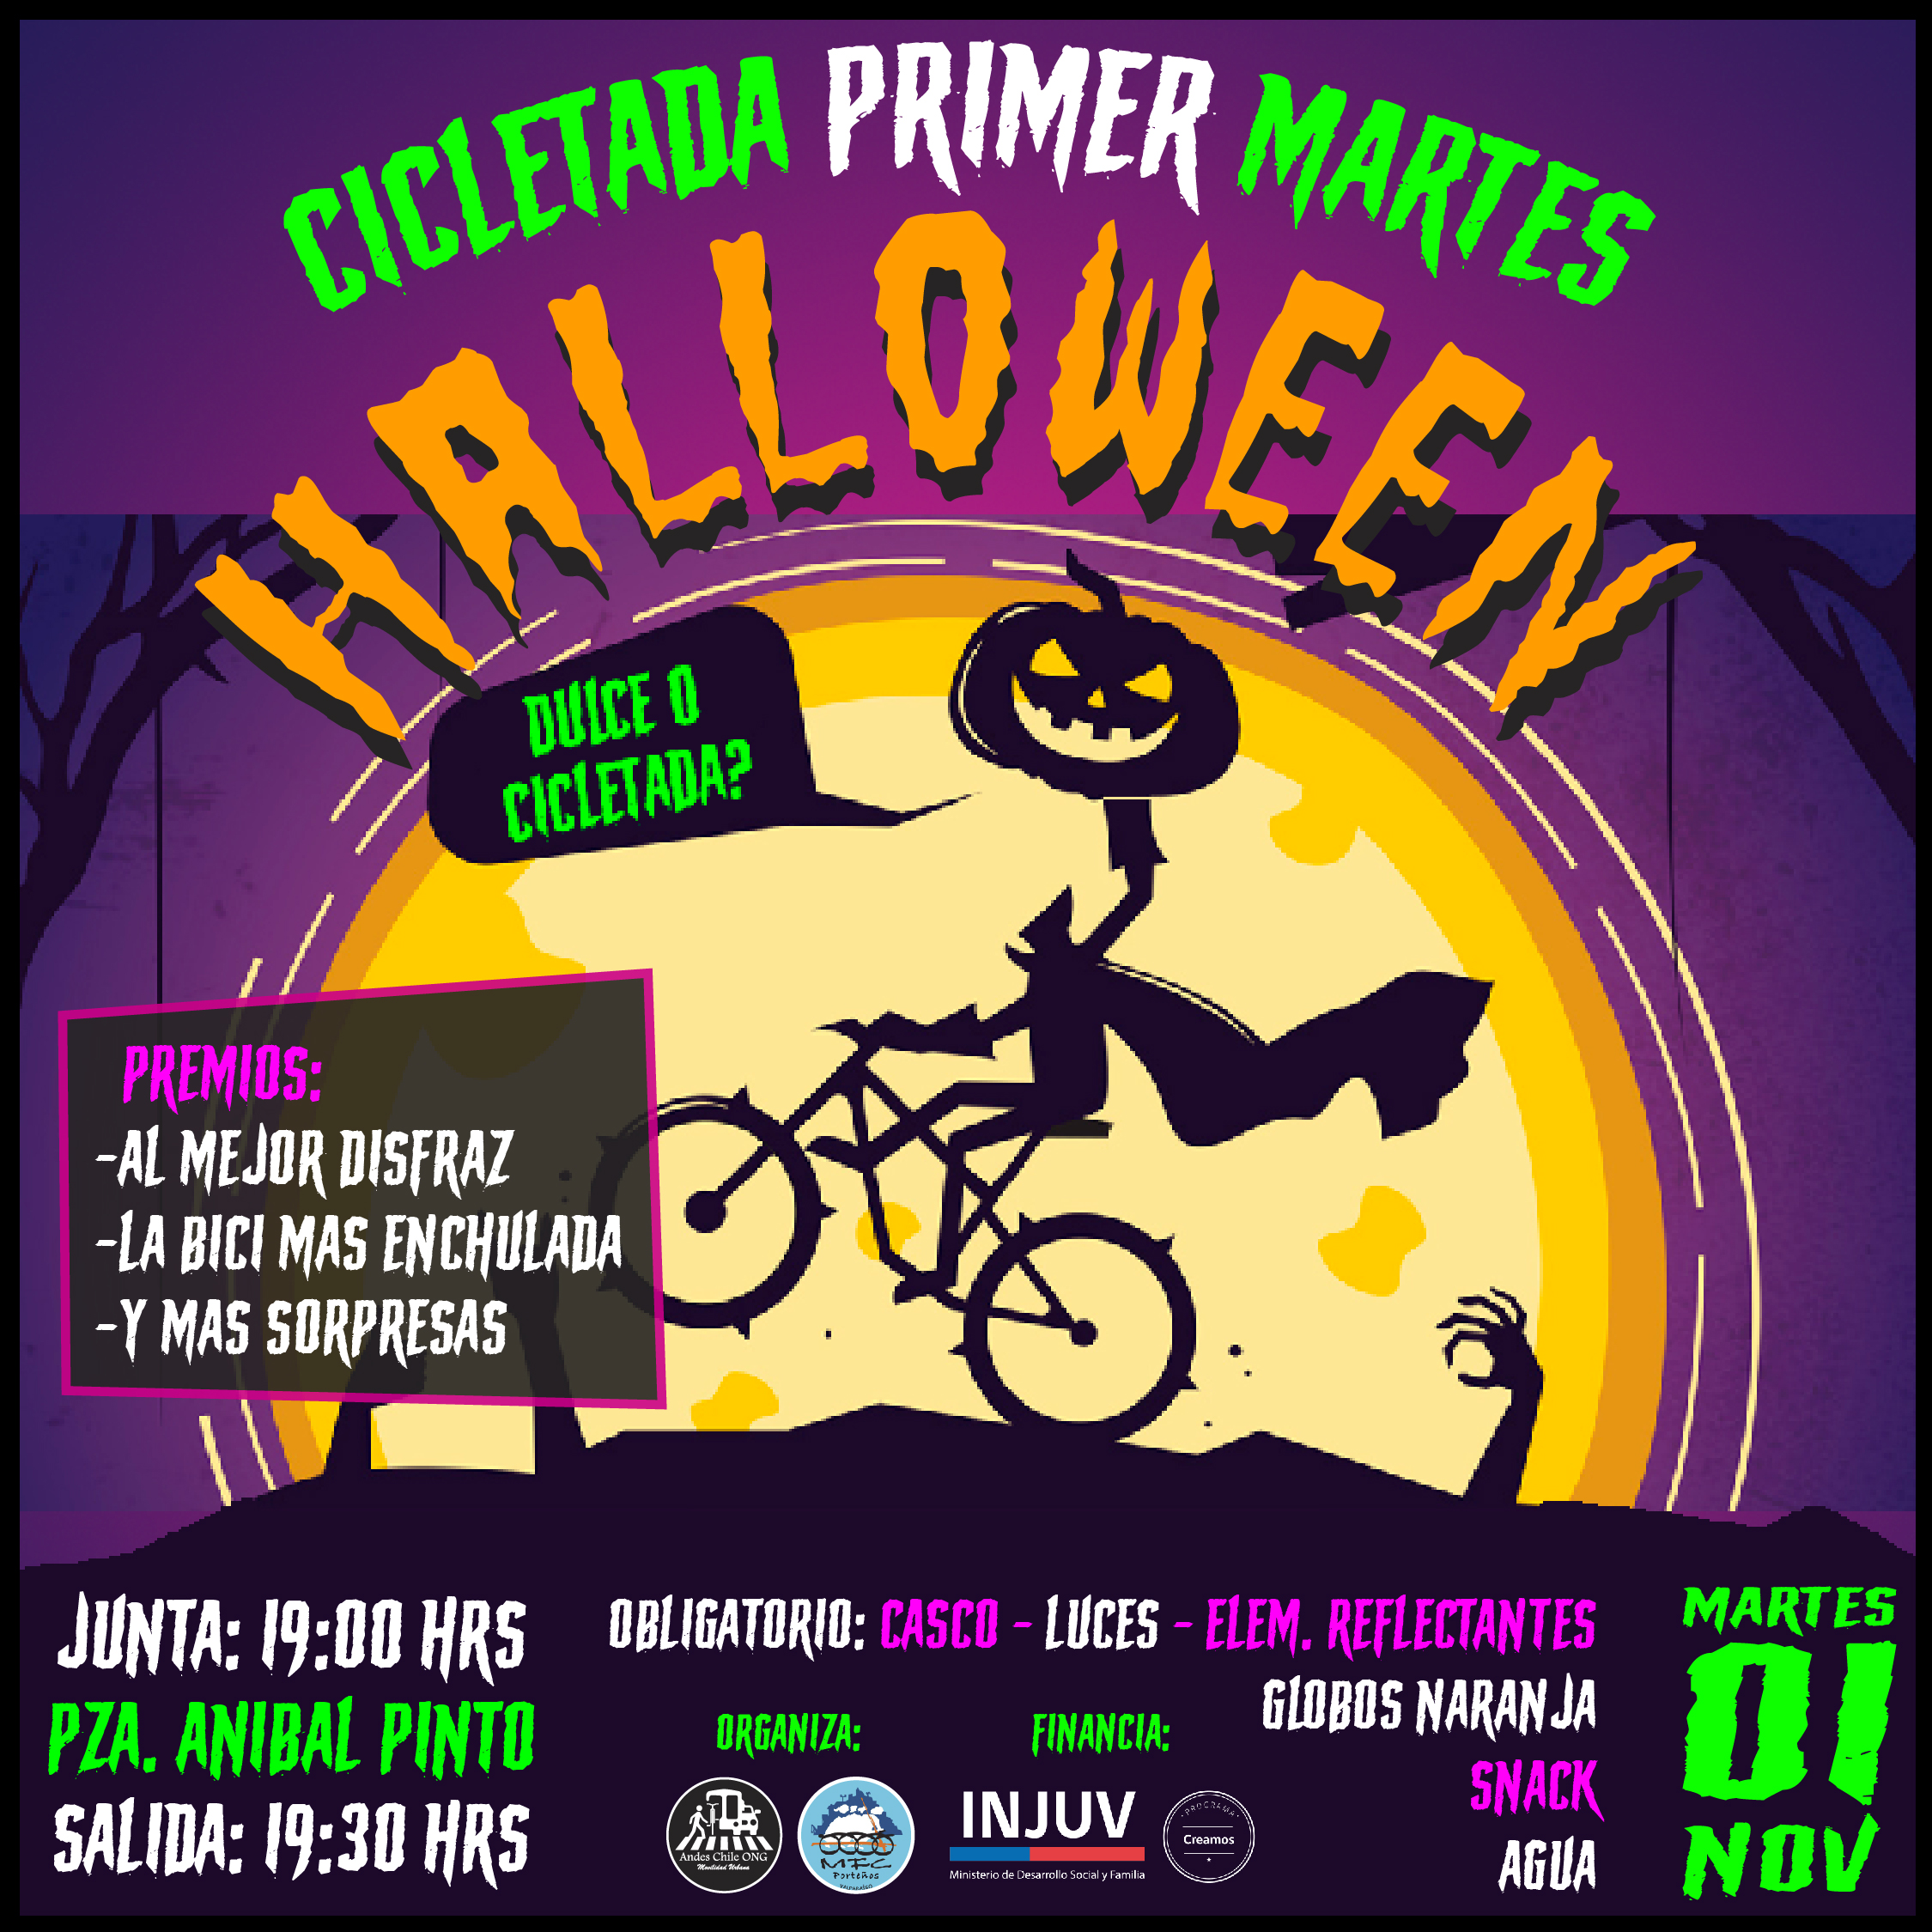 CICLETADA PRIMER MARTES
HALLOWEEN
DULCE O
CICLETADA?
PREMIOS:
-AL MEJOR DISFRAZ
-LA BICI MAS ENCHULADA
-Y MAS SORPRESAS
JUNTA: 19:00 HRS
PZA. ANIBAL PINTO
SALIDA: 19:30 HRS
OBLIGATORIO: CASCO - LUCES - ELEM. REFLECTANTES
GLOBOS NARANJA
SNACK
AGUA
ORGANIZA:
Andes Chile ONG
Movilidad Urbana
MFC
Porteños
VALPARAÍSO
FINANCIA:
INJUV
Ministerio de Desarrollo Social y Familia
PROGRAMA
Creamos
MARTES
01
NOV